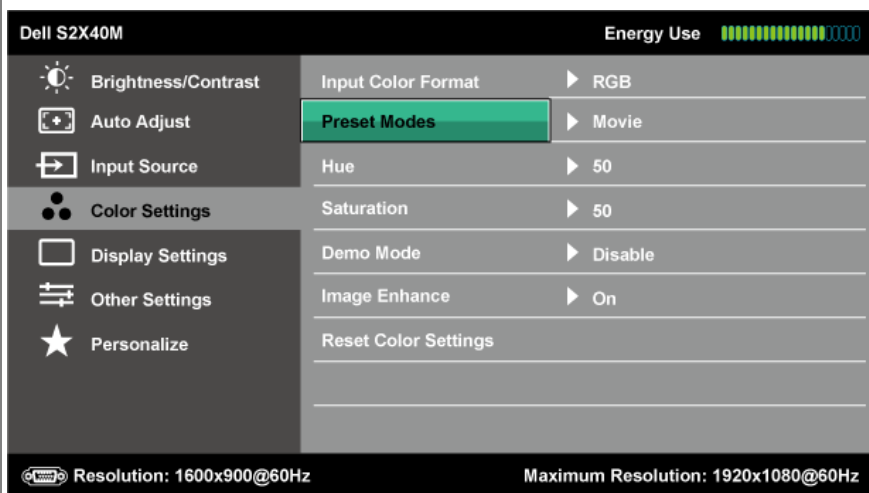 Dell S2X40M
Energy Use
Brightness/Contrast
Auto Adjust
Input Source
Color Settings
Display Settings
Other Settings
Personalize
Input Color Format RGB
Preset Modes Movie
Hue 50
Saturation 50
Demo Mode Disable
Image Enhance On
Reset Color Settings
Resolution: 1600x900@60Hz
Maximum Resolution: 1920x1080@60Hz